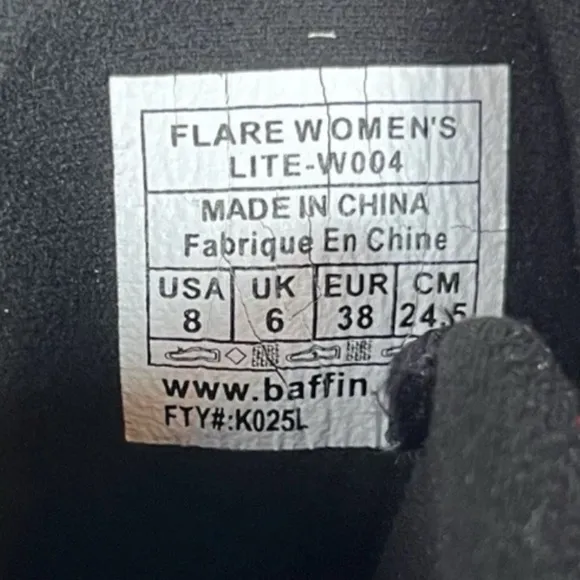 FLARE WOMEN'S
LITE-W004
MADE IN CHINA
Fabrique En Chine
USA UK EUR CM
8 6 38 24.5
www.baffin
FTY#:K025L